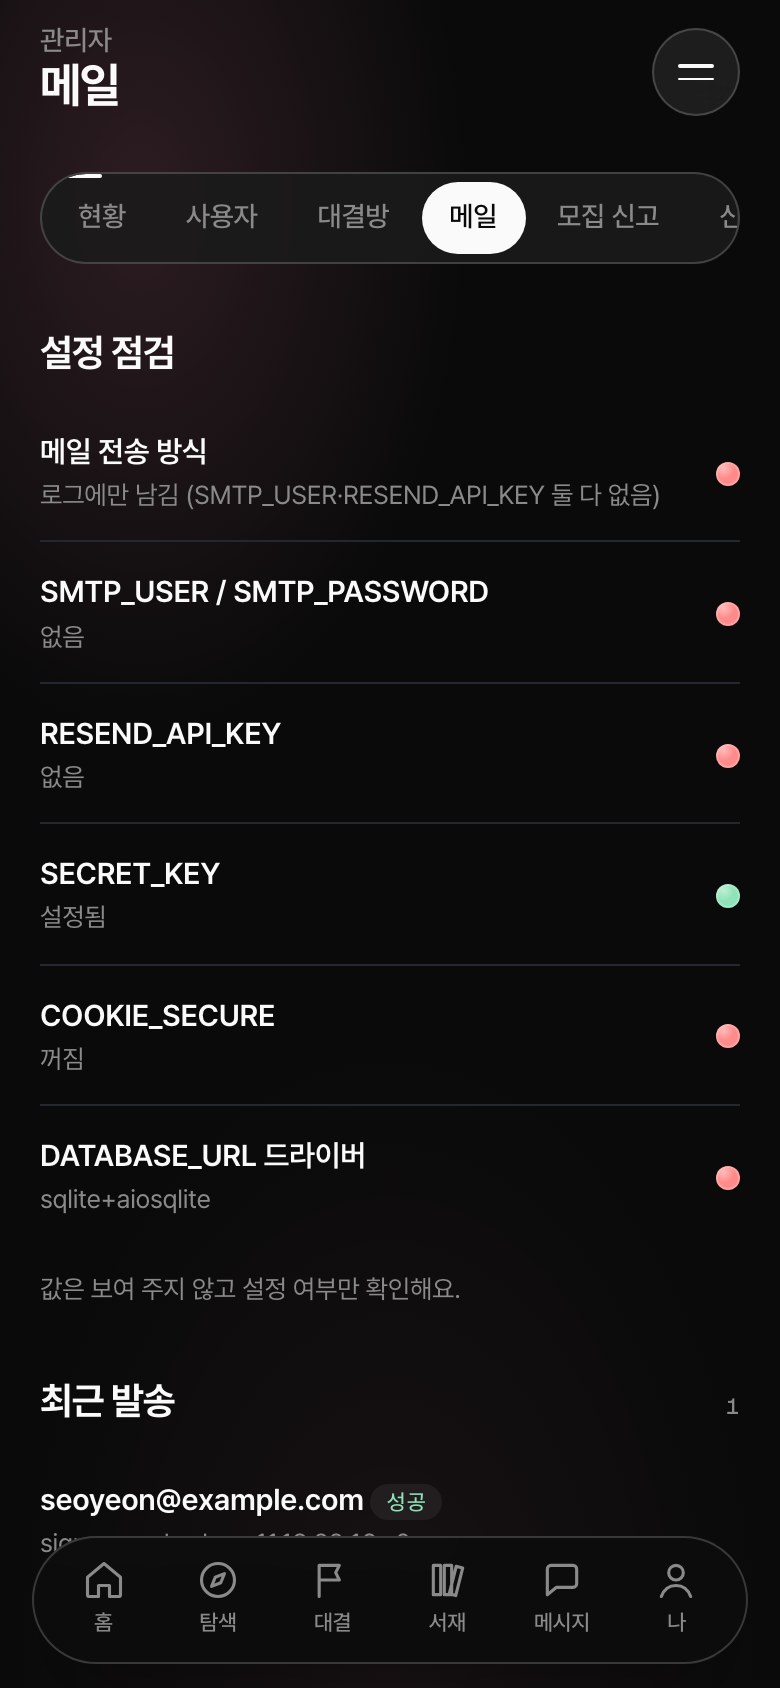 관리자
메일
현황 사용자 대결방 메일 모집 신고
설정 점검
메일 전송 방식
로그에만 남김 (SMTP_USER·RESEND_API_KEY 둘 다 없음)
SMTP_USER / SMTP_PASSWORD
없음
RESEND_API_KEY
없음
SECRET_KEY
설정됨
COOKIE_SECURE
꺼짐
DATABASE_URL 드라이버
sqlite+aiosqlite
값은 보여 주지 않고 설정 여부만 확인해요.
최근 발송 1
seoyeon@example.com 성공
홈 탐색 대결 서재 메시지 나